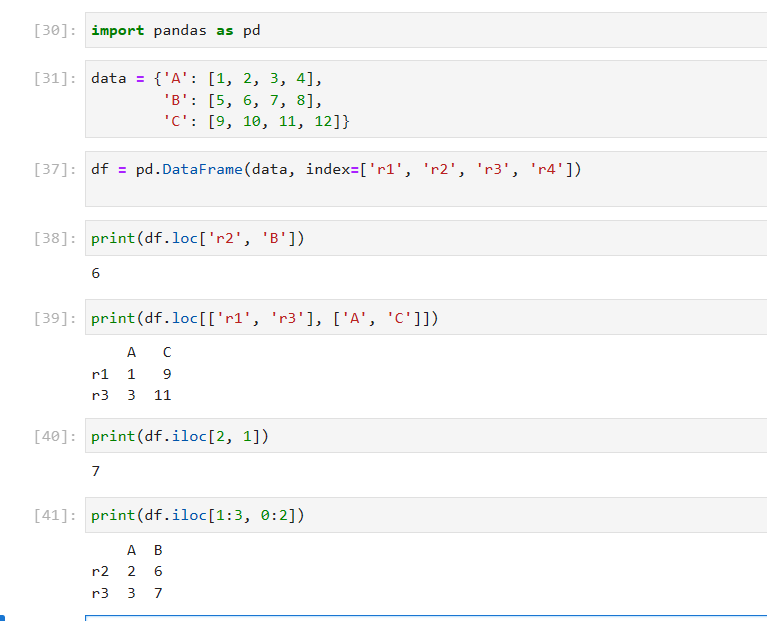 [30]: import pandas as pd
[31]: data = {'A': [1, 2, 3, 4],
        'B': [5, 6, 7, 8],
        'C': [9, 10, 11, 12]}
[37]: df = pd.DataFrame(data, index=['r1', 'r2', 'r3', 'r4'])
[38]: print(df.loc['r2', 'B'])
6
[39]: print(df.loc[['r1', 'r3'], ['A', 'C']])
    A   C
r1  1   9
r3  3  11
[40]: print(df.iloc[2, 1])
7
[41]: print(df.iloc[1:3, 0:2])
    A  B
r2  2  6
r3  3  7